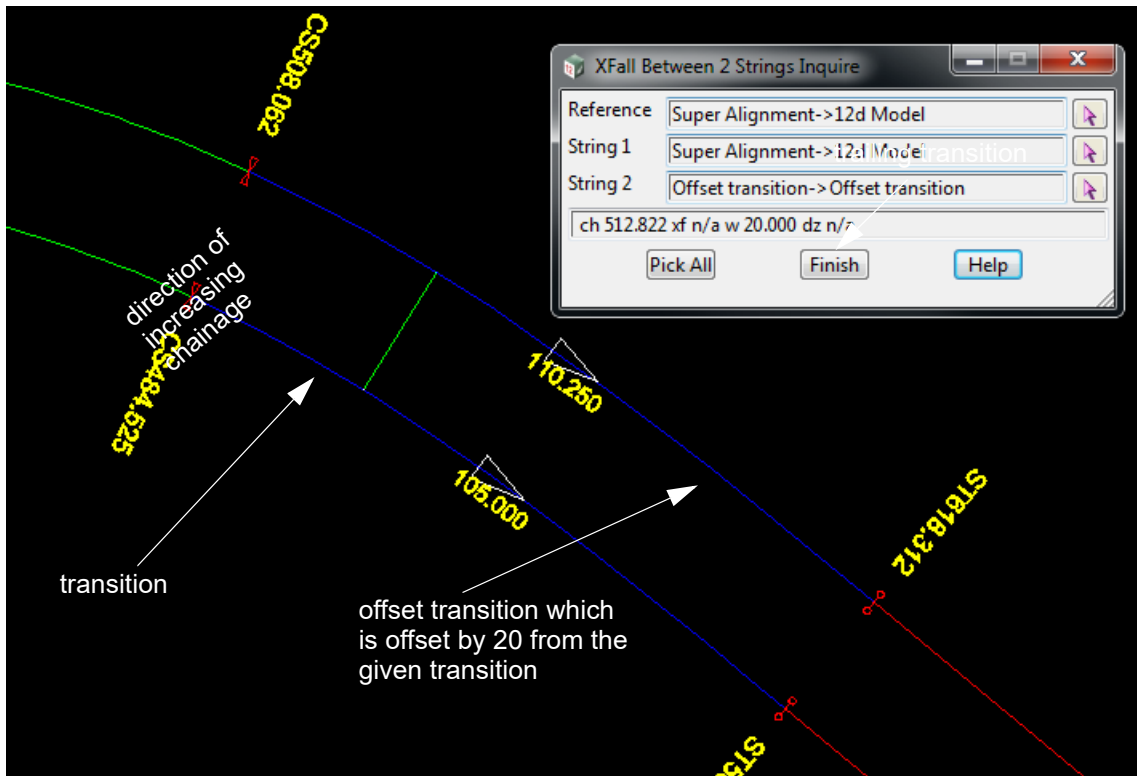 CS508.062
XFall Between 2 Strings Inquire
Reference
Super Alignment->12d Model
String 1
Super Alignment->12d Model
trailing transition
String 2
Offset transition->Offset transition
ch 512.822 xf n/a w 20.000 dz n/a
Pick All
Finish
Help
direction of
increasing
chainage
CS484.525
110.250
105.000
ST618.312
transition
offset transition which
is offset by 20 from the
given transition